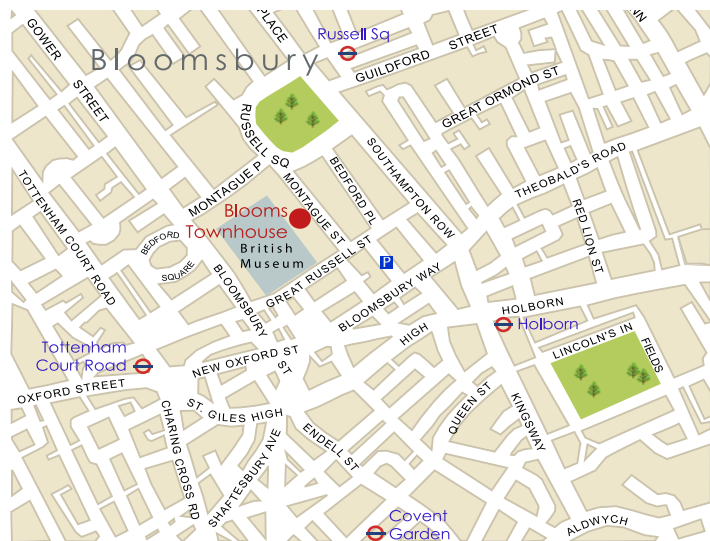 GOWER
STREET
PLACE
NN
Russell Sq
Bloomsbury
GUILDFORD STREET
GREAT ORMOND ST
RUSSELL SQ
SOUTHAMPTON ROW
THEOBALD'S ROAD
BEDFORD PL
MONTAGUE P
MONTAGUE ST
TOTTENHAM COURT ROAD
RED LION ST
Blooms
Townhouse
British
Museum
BEDFORD
SQUARE
GREAT RUSSELL ST
P
BLOOMSBURY
ST
BLOOMSBURY WAY
HOLBORN
HIGH
Holborn
LINCOLN'S IN
FIELDS
Tottenham
Court Road
NEW OXFORD ST
OXFORD STREET
ST. GILES HIGH
CHARING CROSS RD
SHAFTESBURY AVE
ENDELL ST
QUEEN ST
KINGSWAY
Covent
Garden
ALDWYCH